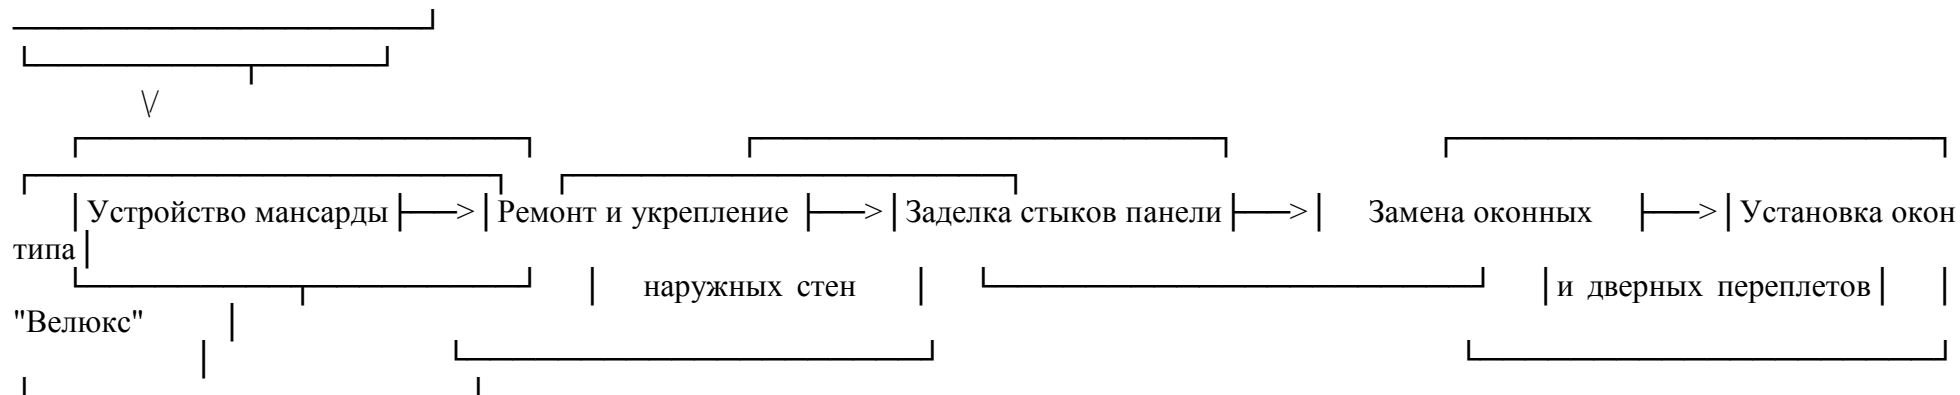 Устройство мансарды Ремонт и укрепление Заделка стыков панели Замена оконных Установка окон
типа
наружных стен и дверных переплетов
"Велюкс"